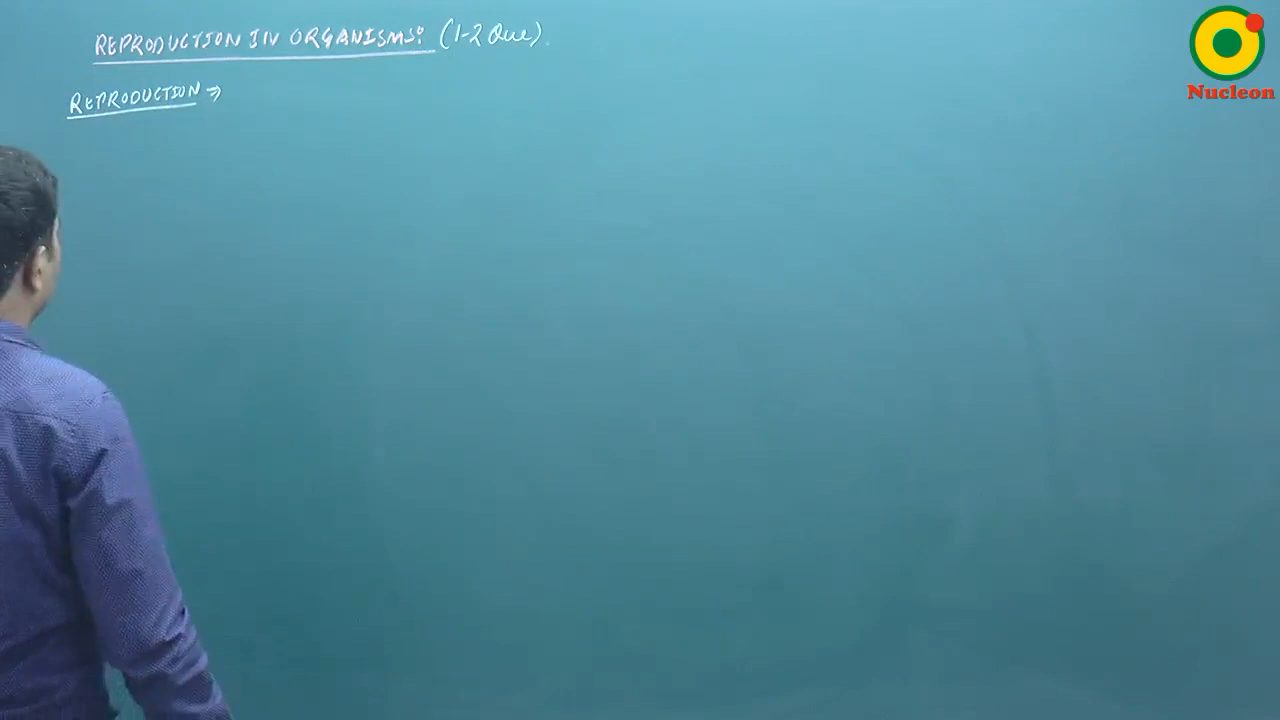 REPRODUCTION IN ORGANISMS: (1-2 Que).
REPRODUCTION ⇒
Nucleon